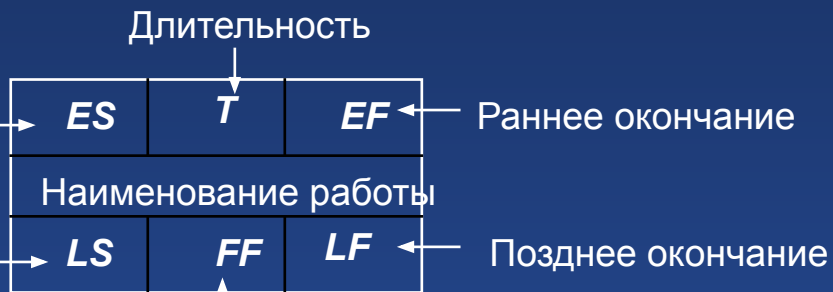 Длительность
ES T EF Раннее окончание
Наименование работы
LS FF LF Позднее окончание